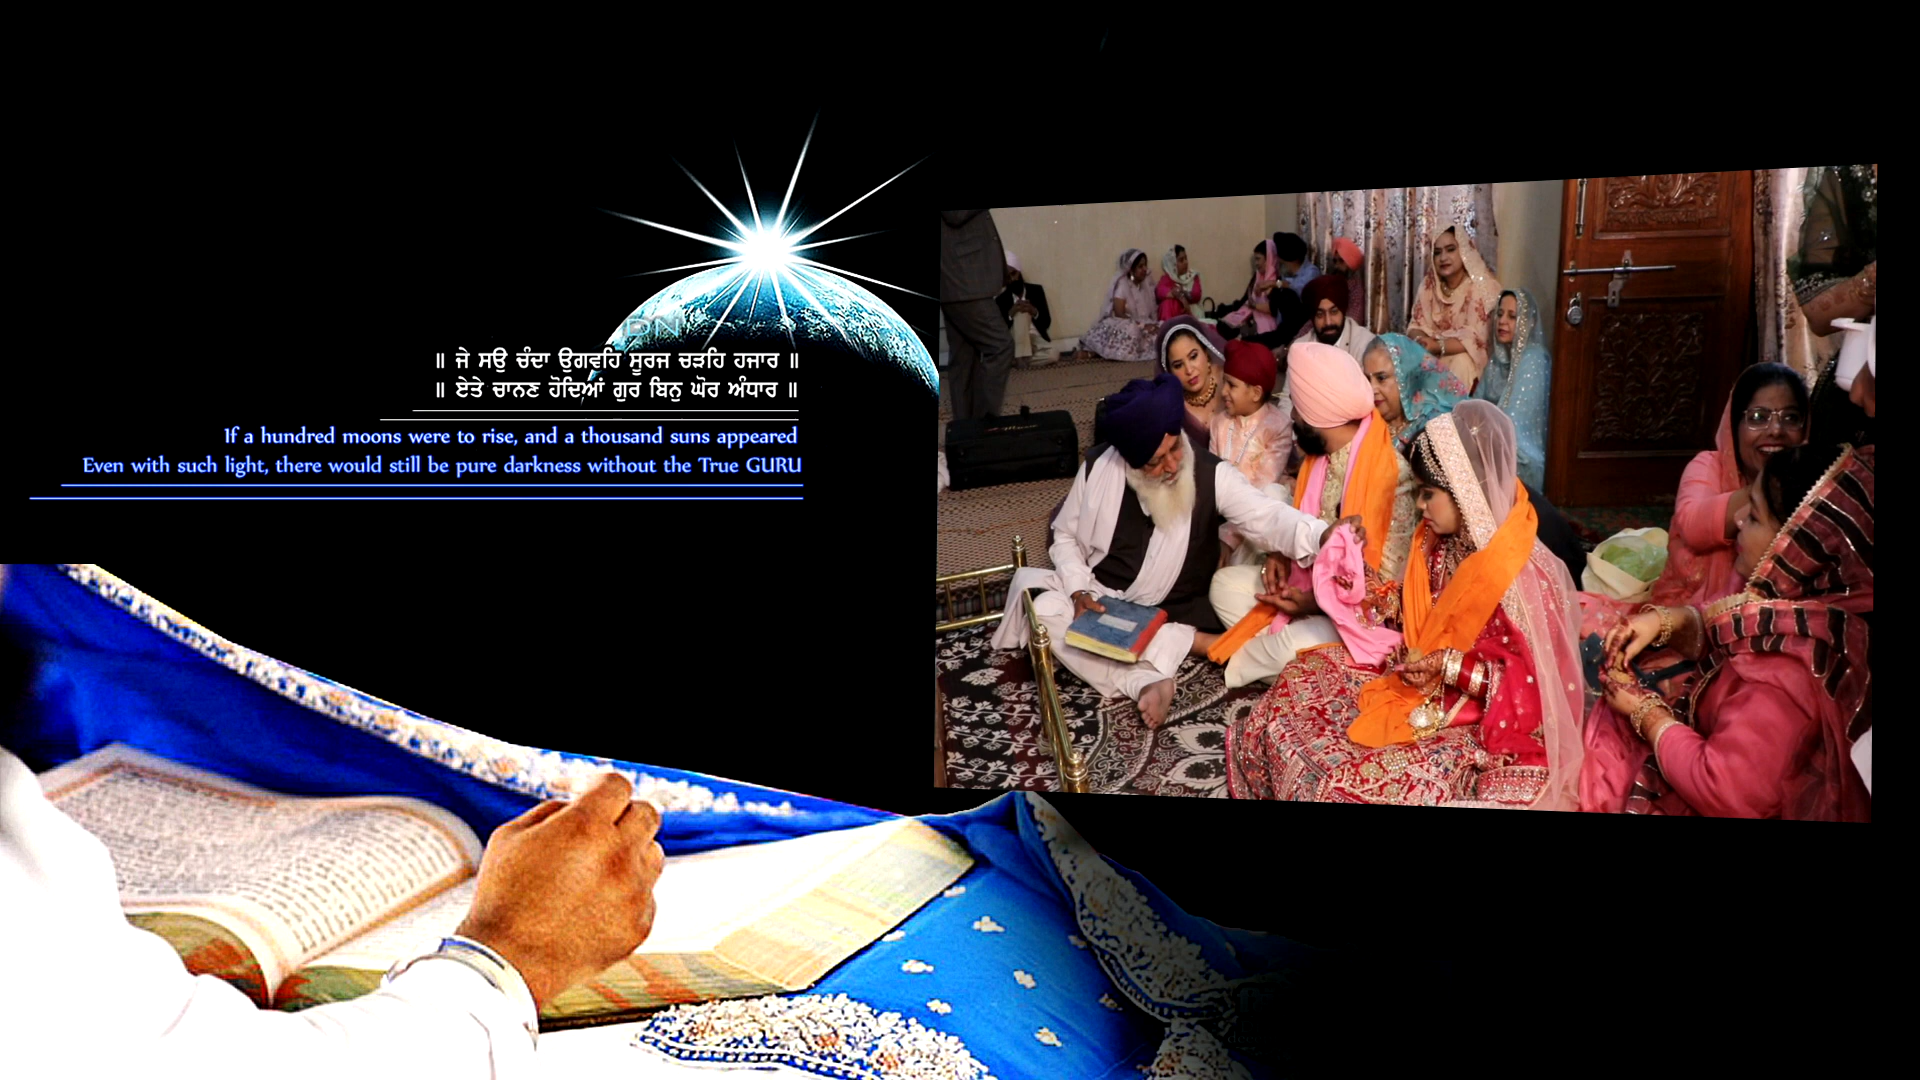 ॥ ਜੇ ਸਉ ਚੰਦਾ ਉਗਵਹਿ ਸੂਰਜ ਚੜਹਿ ਹਜਾਰ ॥
॥ ਏਤੇ ਚਾਨਣ ਹੋਦਿਆਂ ਗੁਰ ਬਿਨੁ ਘੋਰ ਅੰਧਾਰ ॥
If a hundred moons were to rise, and a thousand suns appeared
Even with such light, there would still be pure darkness without the True GURU